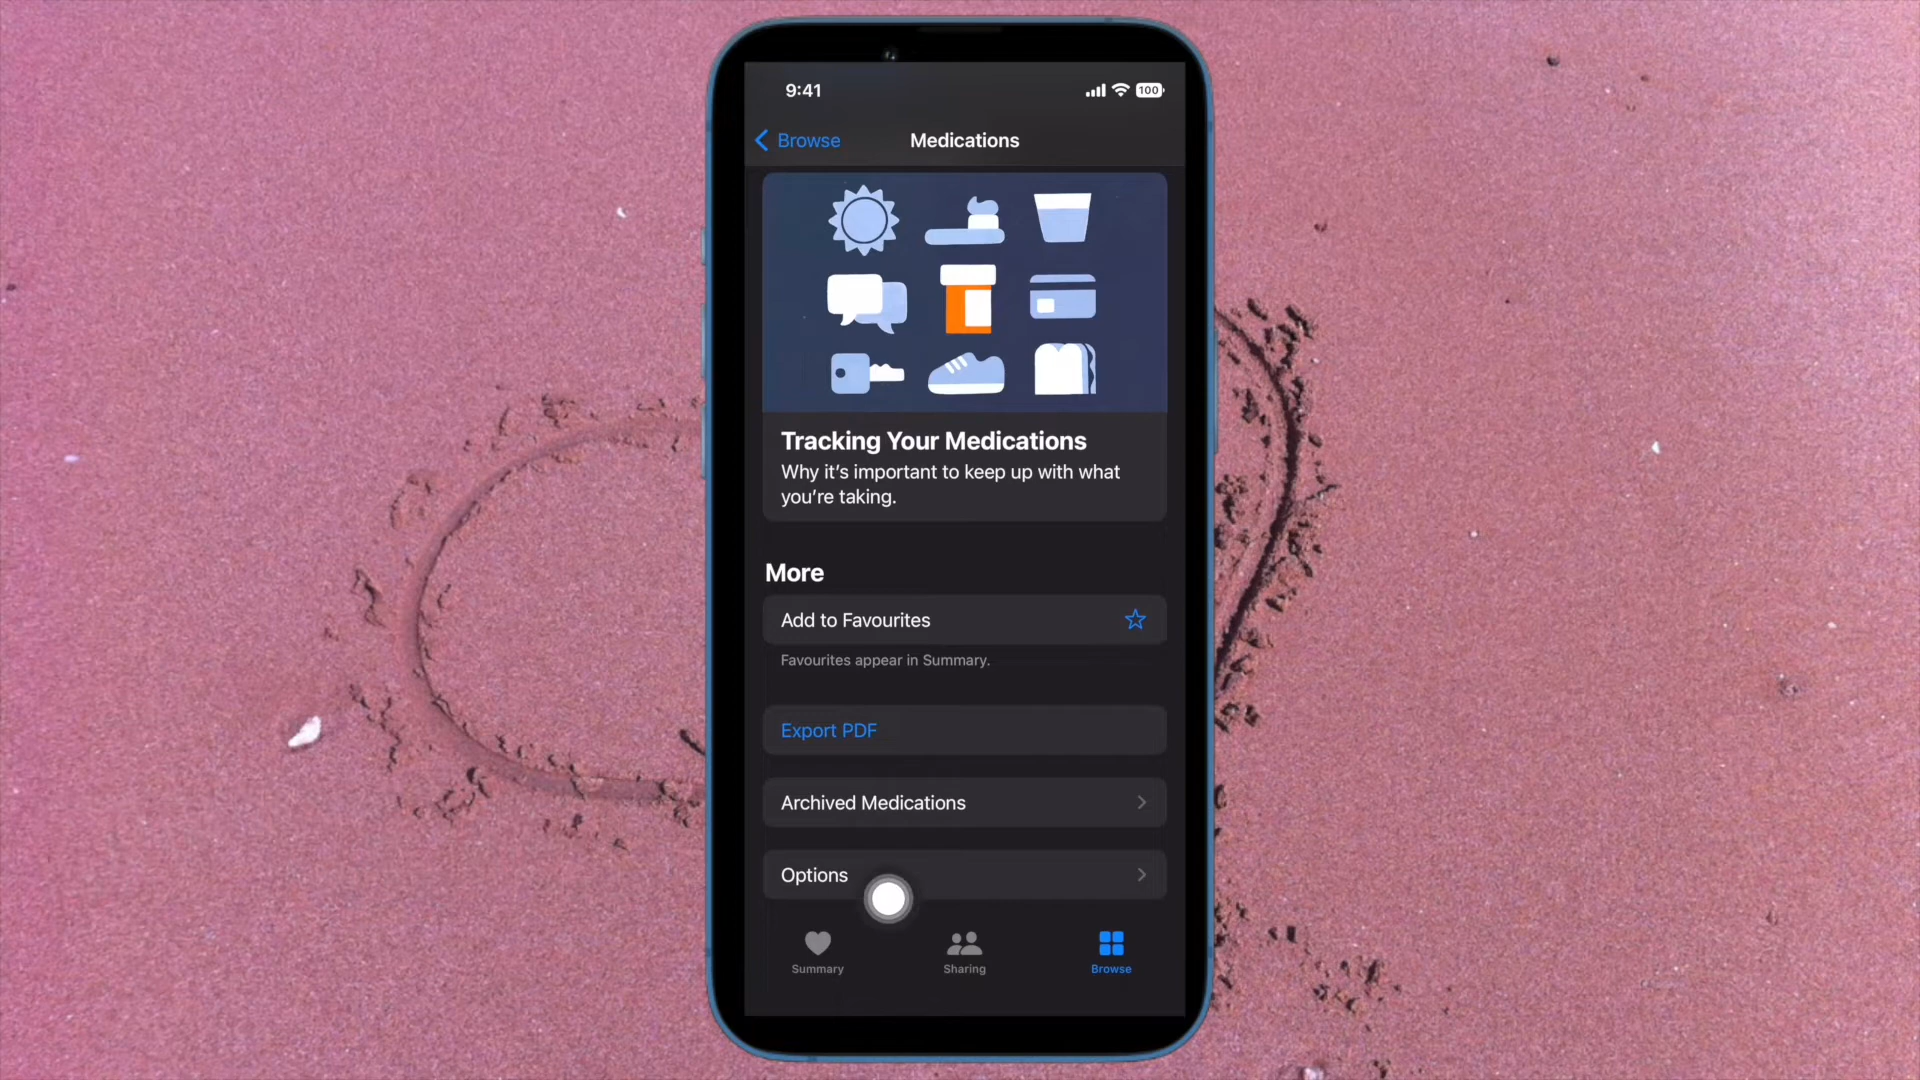 9:41
100
Browse
Medications
Tracking Your Medications
Why it’s important to keep up with what
you’re taking.
More
Add to Favourites
Favourites appear in Summary.
Export PDF
Archived Medications
Options
Summary
Sharing
Browse